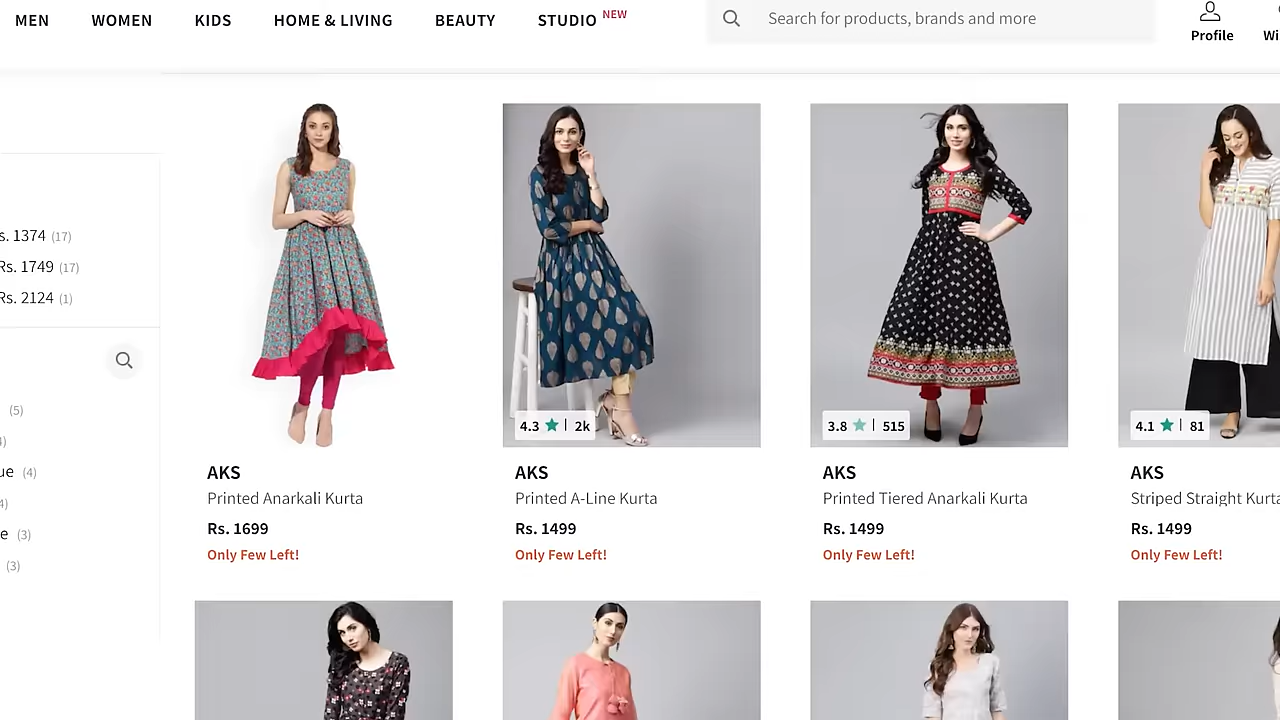 MEN WOMEN KIDS HOME & LIVING BEAUTY STUDIO NEW Search for products, brands and more
Profile
s. 1374 (17)
Rs. 1749 (17)
Rs. 2124 (1)
(5)
ue (4)
e (3)
(3)
4.3 2k
3.8 515
4.1 81
AKS
Printed Anarkali Kurta
Rs. 1699
Only Few Left!
AKS
Printed A-Line Kurta
Rs. 1499
Only Few Left!
AKS
Printed Tiered Anarkali Kurta
Rs. 1499
Only Few Left!
AKS
Striped Straight Kurta
Rs. 1499
Only Few Left!